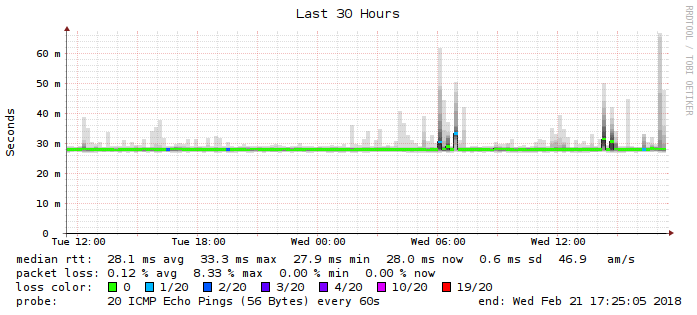 Last 30 Hours
RRDTOOL / TOBI OETIKER
Seconds
60 m
50 m
40 m
30 m
20 m
10 m
0
Tue 12:00 Tue 18:00 Wed 00:00 Wed 06:00 Wed 12:00
median rtt: 28.1 ms avg 33.3 ms max 27.9 ms min 28.0 ms now 0.6 ms sd 46.9 am/s
packet loss: 0.12 % avg 8.33 % max 0.00 % min 0.00 % now
loss color: 0 1/20 2/20 3/20 4/20 10/20 19/20
probe: 20 ICMP Echo Pings (56 Bytes) every 60s end: Wed Feb 21 17:25:05 2018